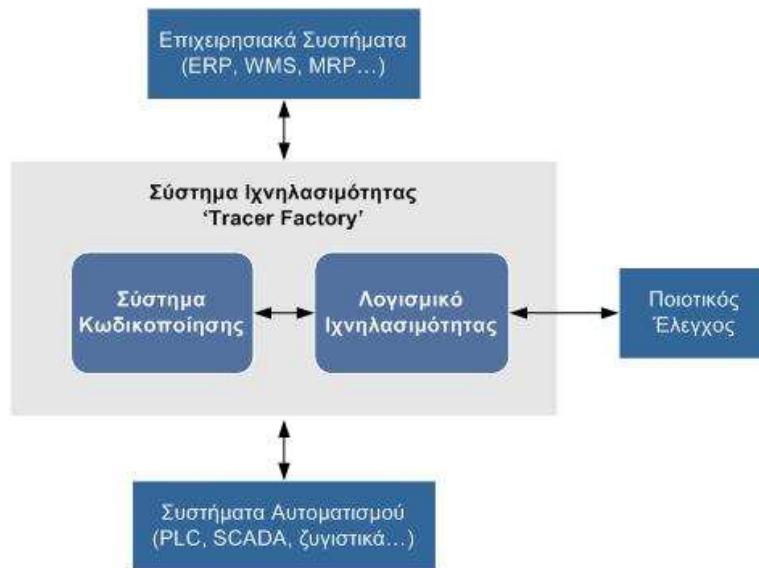 Επιχειρησιακά Συστήματα
(ERP, WMS, MRP...)
Σύστημα Ιχνηλασιμότητας
‘Tracer Factory’
Σύστημα
Κωδικοποίησης
Λογισμικό
Ιχνηλασιμότητας
Ποιοτικός
Έλεγχος
Συστήματα Αυτοματισμού
(PLC, SCADA, ζυγιστικά...)